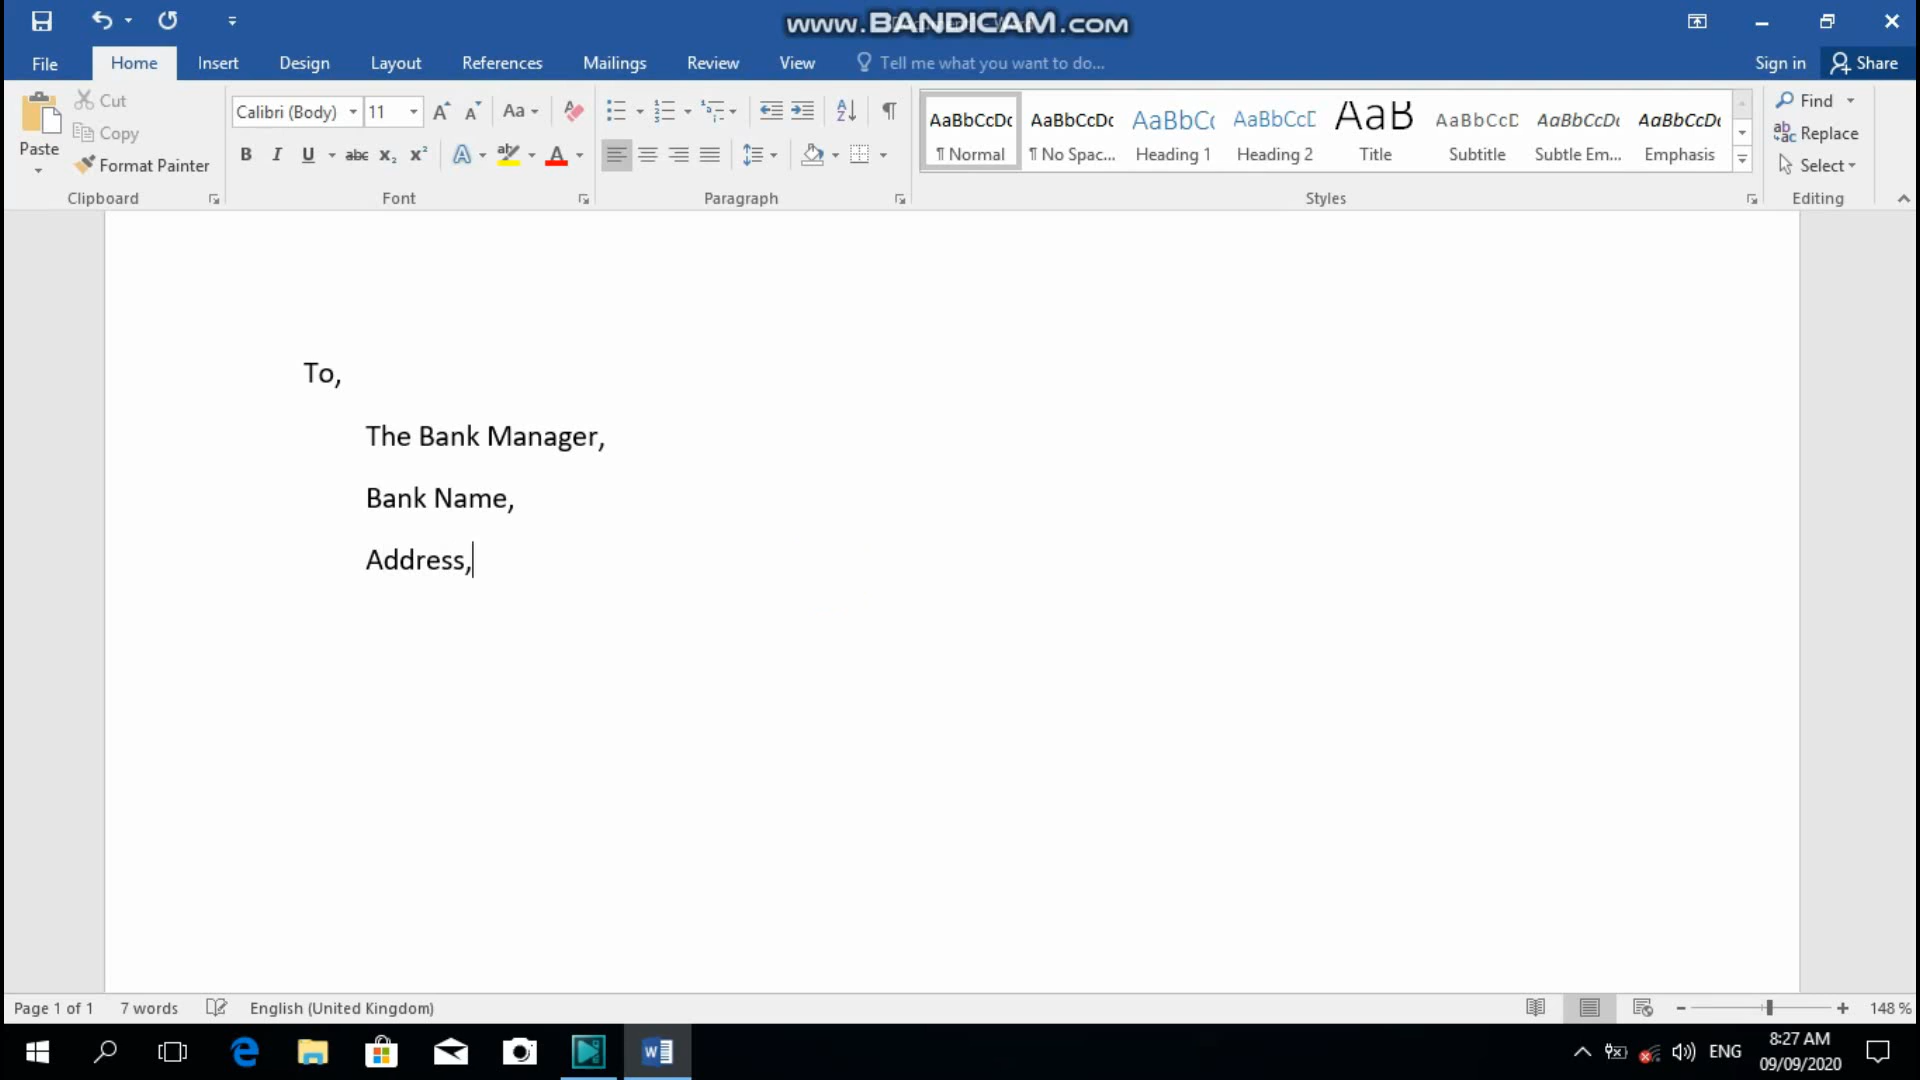 www.BANDICAM.com
File Home Insert Design Layout References Mailings Review View Tell me what you want to do... Sign in Share
Paste
Cut
Copy
Format Painter
Clipboard
Calibri (Body) 11
Font
Paragraph
AaBbCcDc AaBbCcDc AaBbC AaBbCcD AaB AaBbCcD AaBbCcDc AaBbCcDc
¶ Normal ¶ No Spac... Heading 1 Heading 2 Title Subtitle Subtle Em... Emphasis
Styles
Find
Replace
Select
Editing
To,
The Bank Manager,
Bank Name,
Address,
Page 1 of 1 7 words English (United Kingdom) 148 %
ENG
8:27 AM
09/09/2020